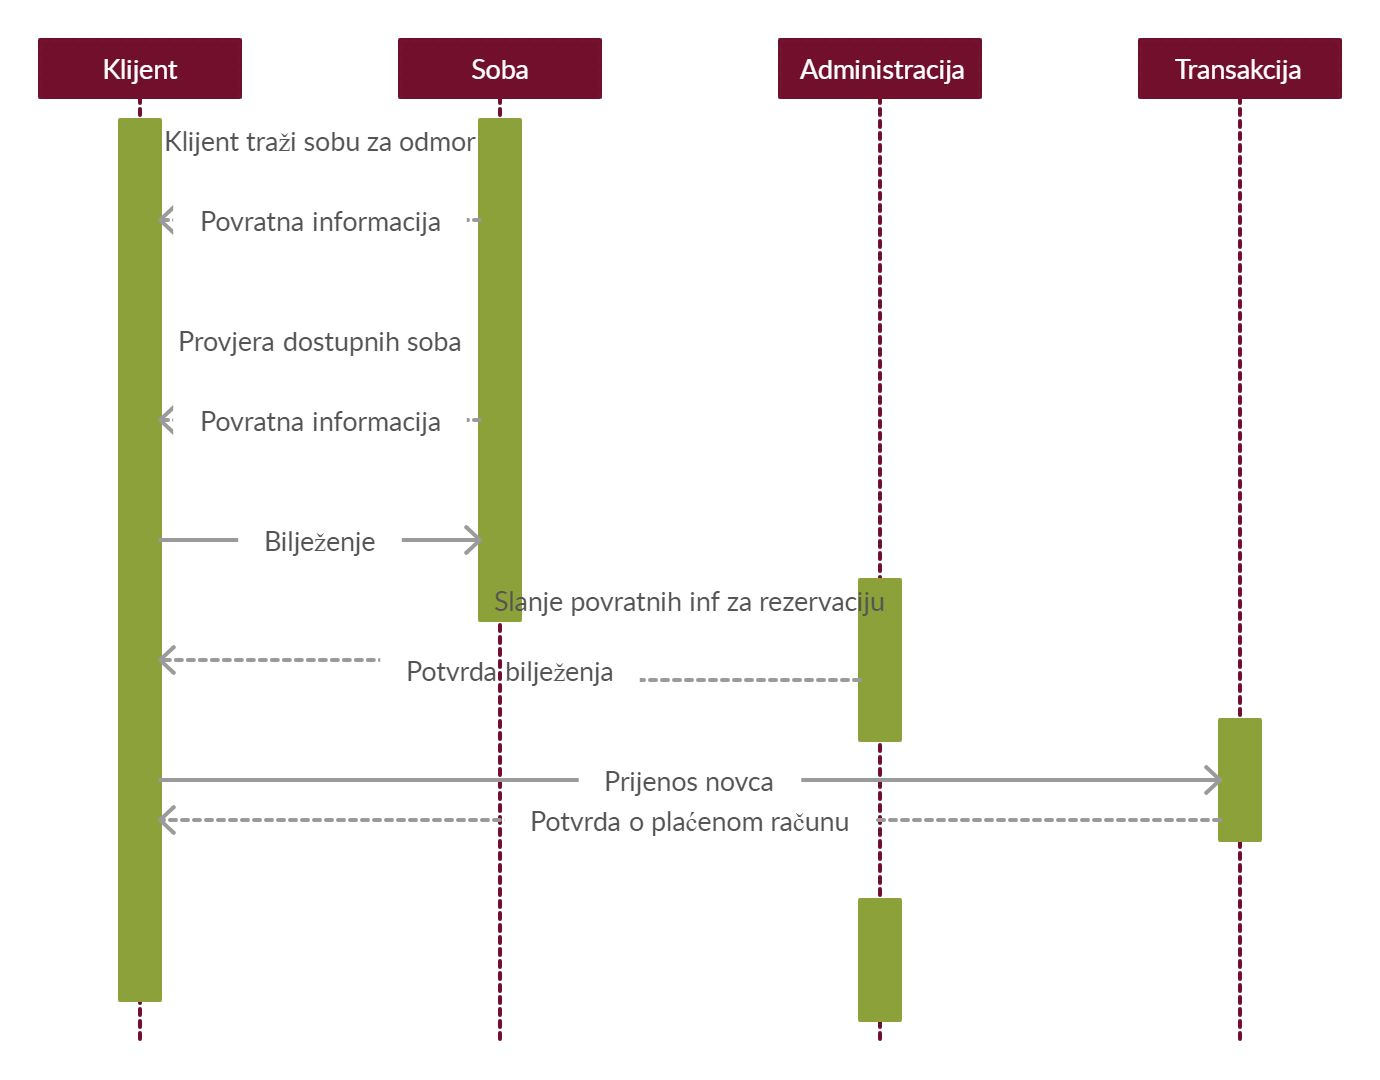 Klijent
Soba
Administracija
Transakcija
Klijent traži sobu za odmor
Povratna informacija
Provjera dostupnih soba
Povratna informacija
Bilježenje
Slanje povratnih inf za rezervaciju
Potvrda bilježenja
Prijenos novca
Potvrda o plaćenom računu